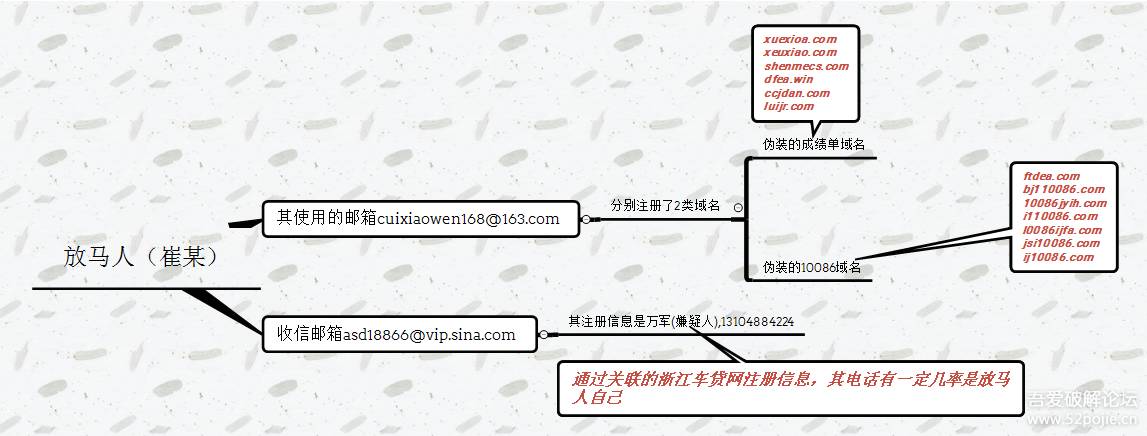 xuexioa.com
xeuxiao.com
shenmecs.com
dfea.win
ccjdan.com
luijr.com
伪装的成绩单域名
ftdea.com
bj110086.com
10086jyih.com
i110086.com
l0086ijfa.com
jsi10086.com
ij10086.com
其使用的邮箱cuixiaowen168@163.com
分别注册了2类域名
放马人（崔某）
伪装的10086域名
收信邮箱asd18866@vip.sina.com
其注册信息是万军(嫌疑人),13104884224
通过关联的浙江车贷网注册信息，其电话有一定几率是放马
人自己
吾爱破解论坛
www.52pojie.cn